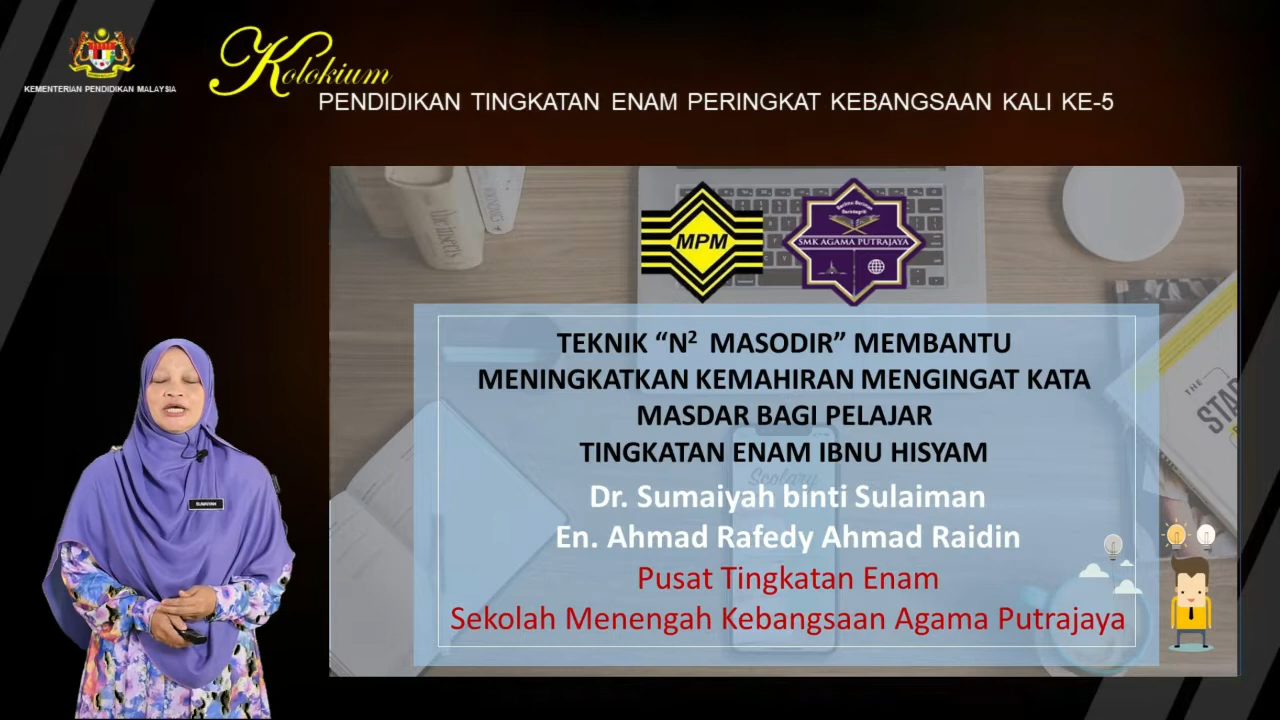 KEMENTERIAN PENDIDIKAN MALAYSIA
Kolokium
PENDIDIKAN TINGKATAN ENAM PERINGKAT KEBANGSAAN KALI KE-5
MPM
SMK AGAMA PUTRAJAYA
TEKNIK “N² MASODIR” MEMBANTU
MENINGKATKAN KEMAHIRAN MENGINGAT KATA
MASDAR BAGI PELAJAR
TINGKATAN ENAM IBNU HISYAM
Dr. Sumaiyah binti Sulaiman
En. Ahmad Rafedy Ahmad Raidin
Pusat Tingkatan Enam
Sekolah Menengah Kebangsaan Agama Putrajaya
THE
SUMAIYAH